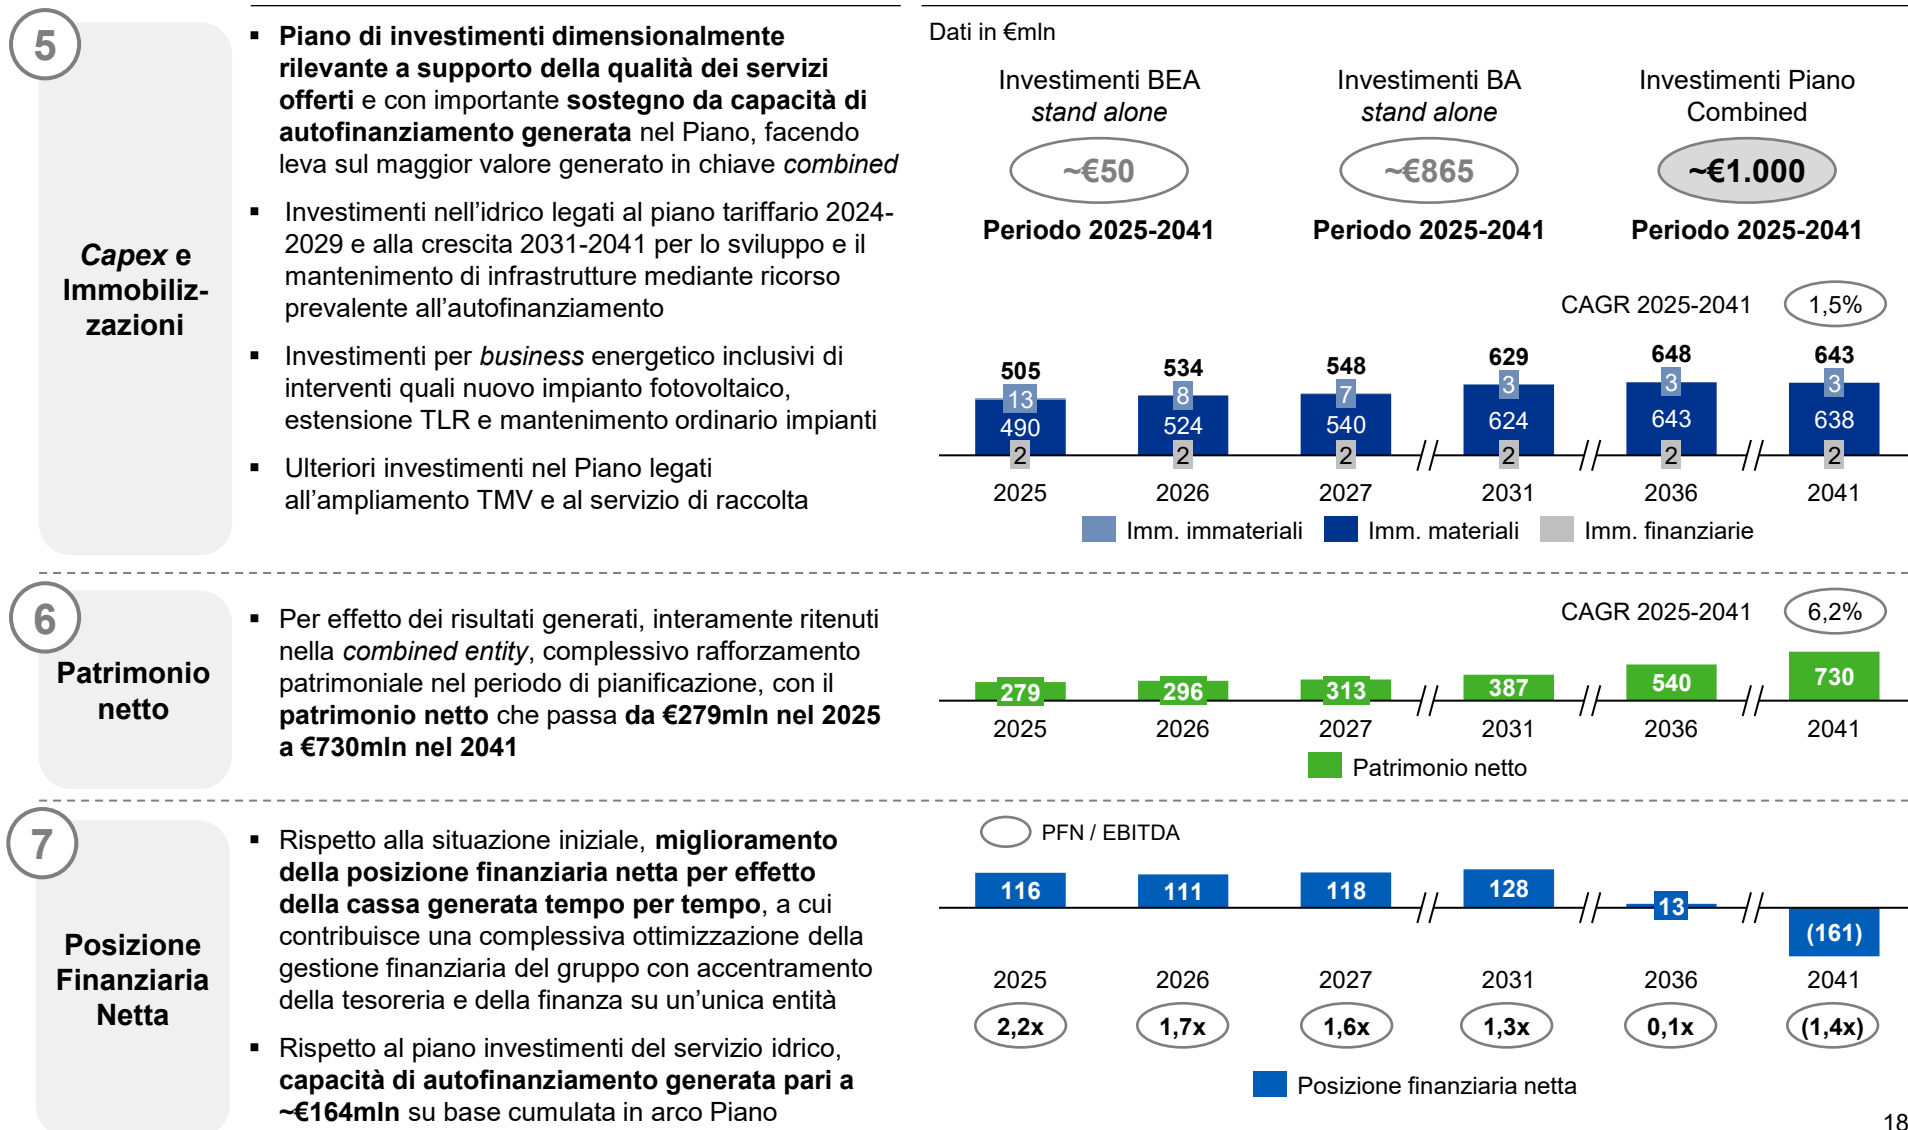 5
Capex e
Immobiliz-
zazioni
▪ Piano di investimenti dimensionalmente
rilevante a supporto della qualità dei servizi
offerti e con importante sostegno da capacità di
autofinanziamento generata nel Piano, facendo
leva sul maggior valore generato in chiave combined
▪ Investimenti nell’idrico legati al piano tariffario 2024-
2029 e alla crescita 2031-2041 per lo sviluppo e il
mantenimento di infrastrutture mediante ricorso
prevalente all’autofinanziamento
▪ Investimenti per business energetico inclusivi di
interventi quali nuovo impianto fotovoltaico,
estensione TLR e mantenimento ordinario impianti
▪ Ulteriori investimenti nel Piano legati
all’ampliamento TMV e al servizio di raccolta
Dati in €mln
Investimenti BEA
stand alone
~€50
Periodo 2025-2041
Investimenti BA
stand alone
~€865
Periodo 2025-2041
Investimenti Piano
Combined
~€1.000
Periodo 2025-2041
CAGR 2025-2041 1,5%
505 534 548 629 648 643
13 8 7 3 3 3
490 524 540 624 643 638
2 2 2 2 2 2
2025 2026 2027 2031 2036 2041
Imm. immateriali Imm. materiali Imm. finanziarie
6
Patrimonio
netto
▪ Per effetto dei risultati generati, interamente ritenuti
nella combined entity, complessivo rafforzamento
patrimoniale nel periodo di pianificazione, con il
patrimonio netto che passa da €279mln nel 2025
a €730mln nel 2041
CAGR 2025-2041 6,2%
279 296 313 387 540 730
2025 2026 2027 2031 2036 2041
Patrimonio netto
7
Posizione
Finanziaria
Netta
▪ Rispetto alla situazione iniziale, miglioramento
della posizione finanziaria netta per effetto
della cassa generata tempo per tempo, a cui
contribuisce una complessiva ottimizzazione della
gestione finanziaria del gruppo con accentramento
della tesoreria e della finanza su un’unica entità
▪ Rispetto al piano investimenti del servizio idrico,
capacità di autofinanziamento generata pari a
~€164mln su base cumulata in arco Piano
PFN / EBITDA
116 111 118 128 13 (161)
2025 2026 2027 2031 2036 2041
2,2x 1,7x 1,6x 1,3x 0,1x (1,4x)
Posizione finanziaria netta
18